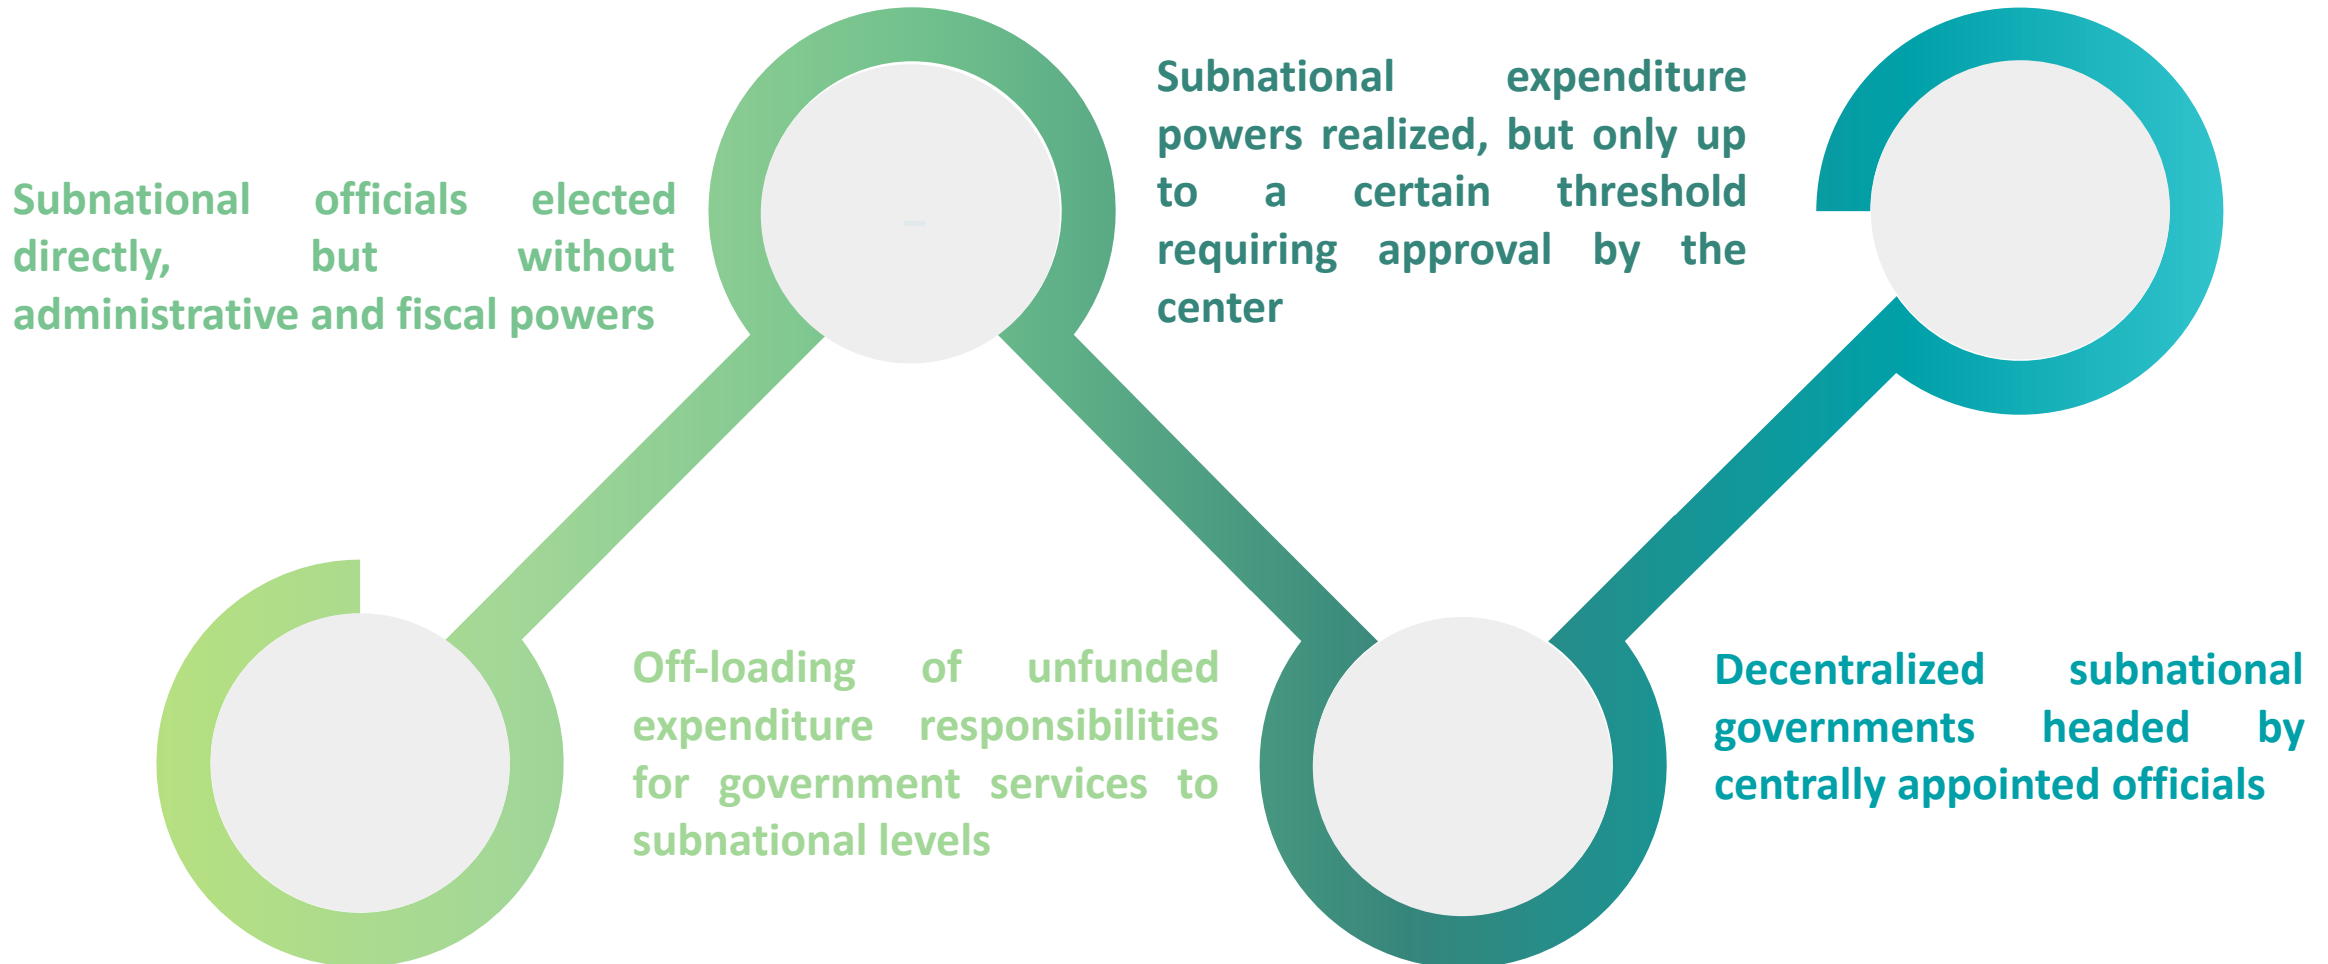 Subnational officials elected
directly, but without
administrative and fiscal powers
Subnational expenditure
powers realized, but only up
to a certain threshold
requiring approval by the
center
Off-loading of unfunded
expenditure responsibilities
for government services to
subnational levels
Decentralized subnational
governments headed by
centrally appointed officials